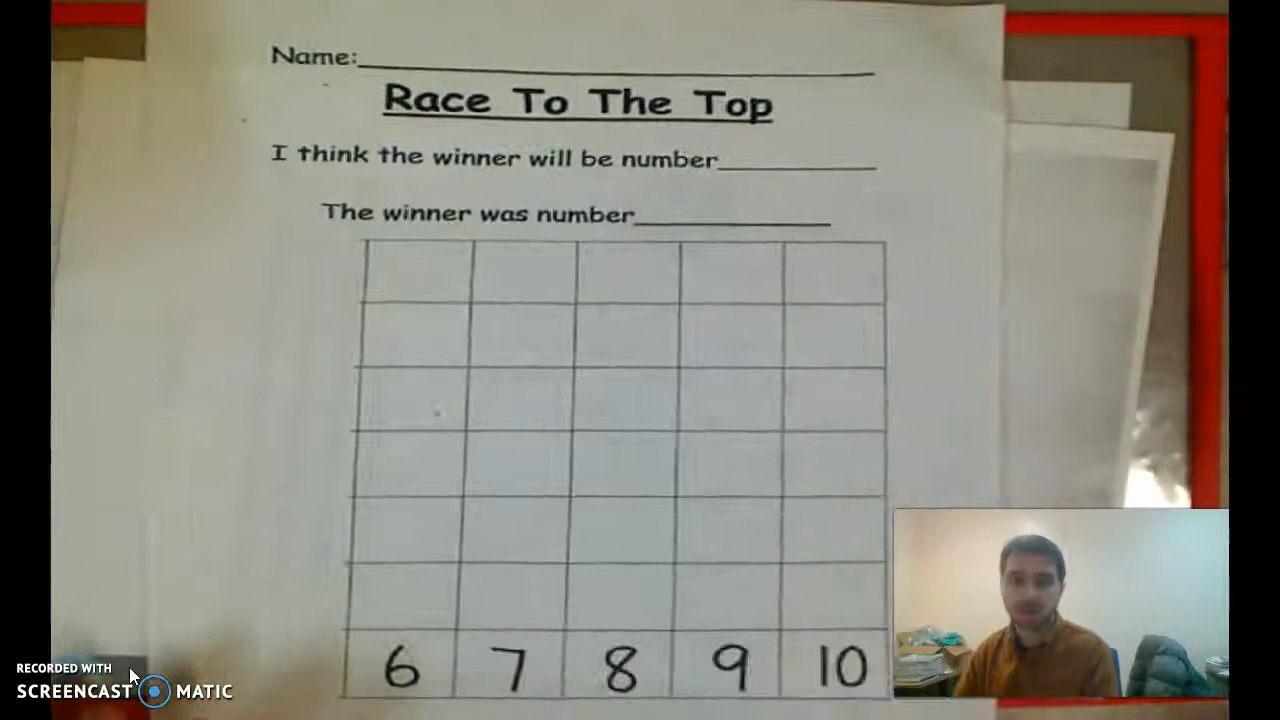 Name:
Race To The Top
I think the winner will be number
The winner was number
6 7 8 9 10
RECORDED WITH
SCREENCAST MATIC